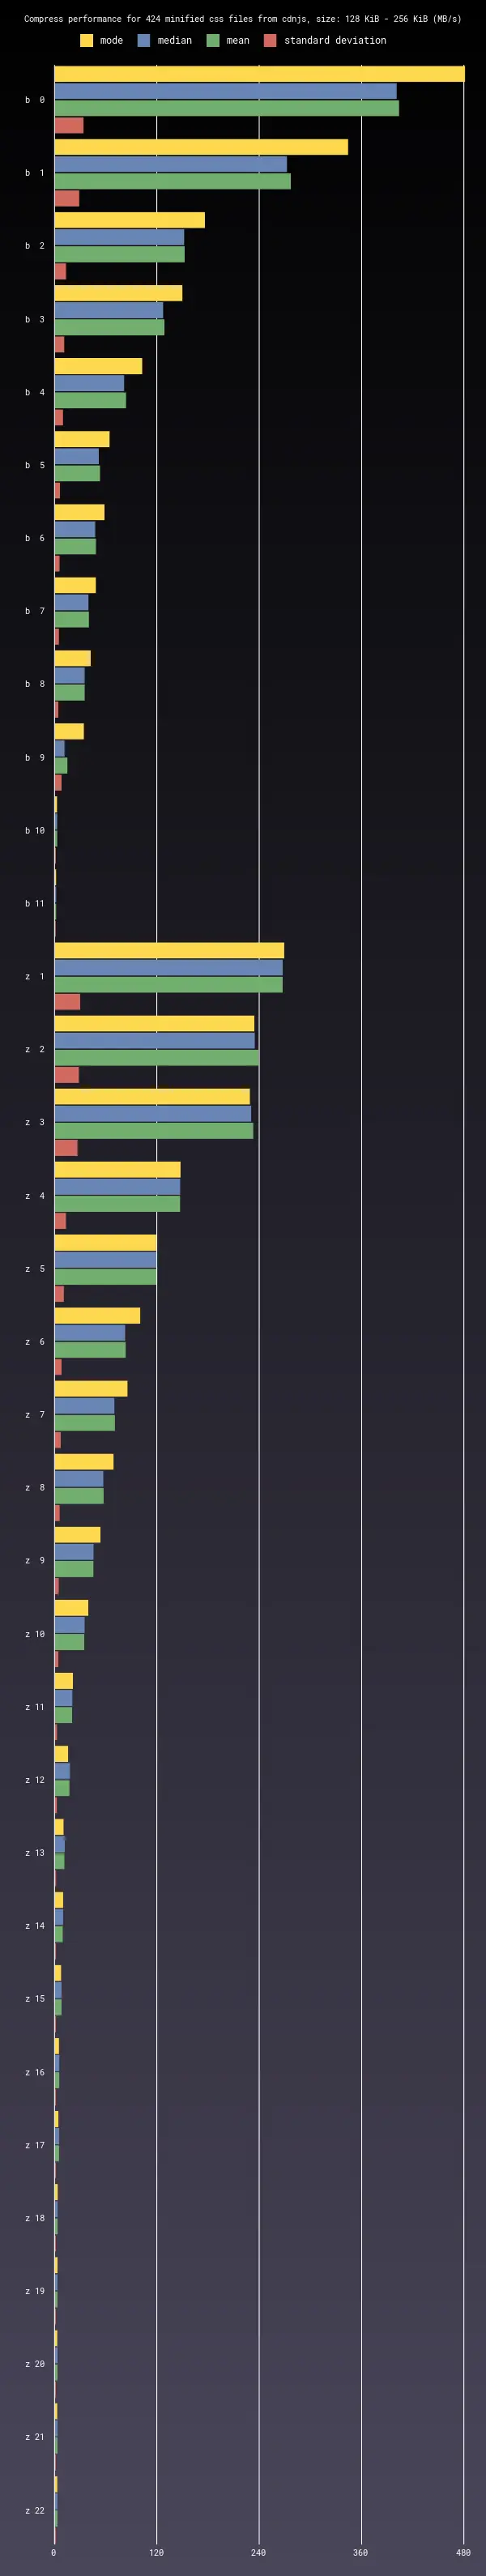 Compress performance for 424 minified css files from cdnjs, size: 128 KiB - 256 KiB (MB/s)
mode median mean standard deviation
b 0
b 1
b 2
b 3
b 4
b 5
b 6
b 7
b 8
b 9
b 10
b 11
z 1
z 2
z 3
z 4
z 5
z 6
z 7
z 8
z 9
z 10
z 11
z 12
z 13
z 14
z 15
z 16
z 17
z 18
z 19
z 20
z 21
z 22
0 120 240 360 480